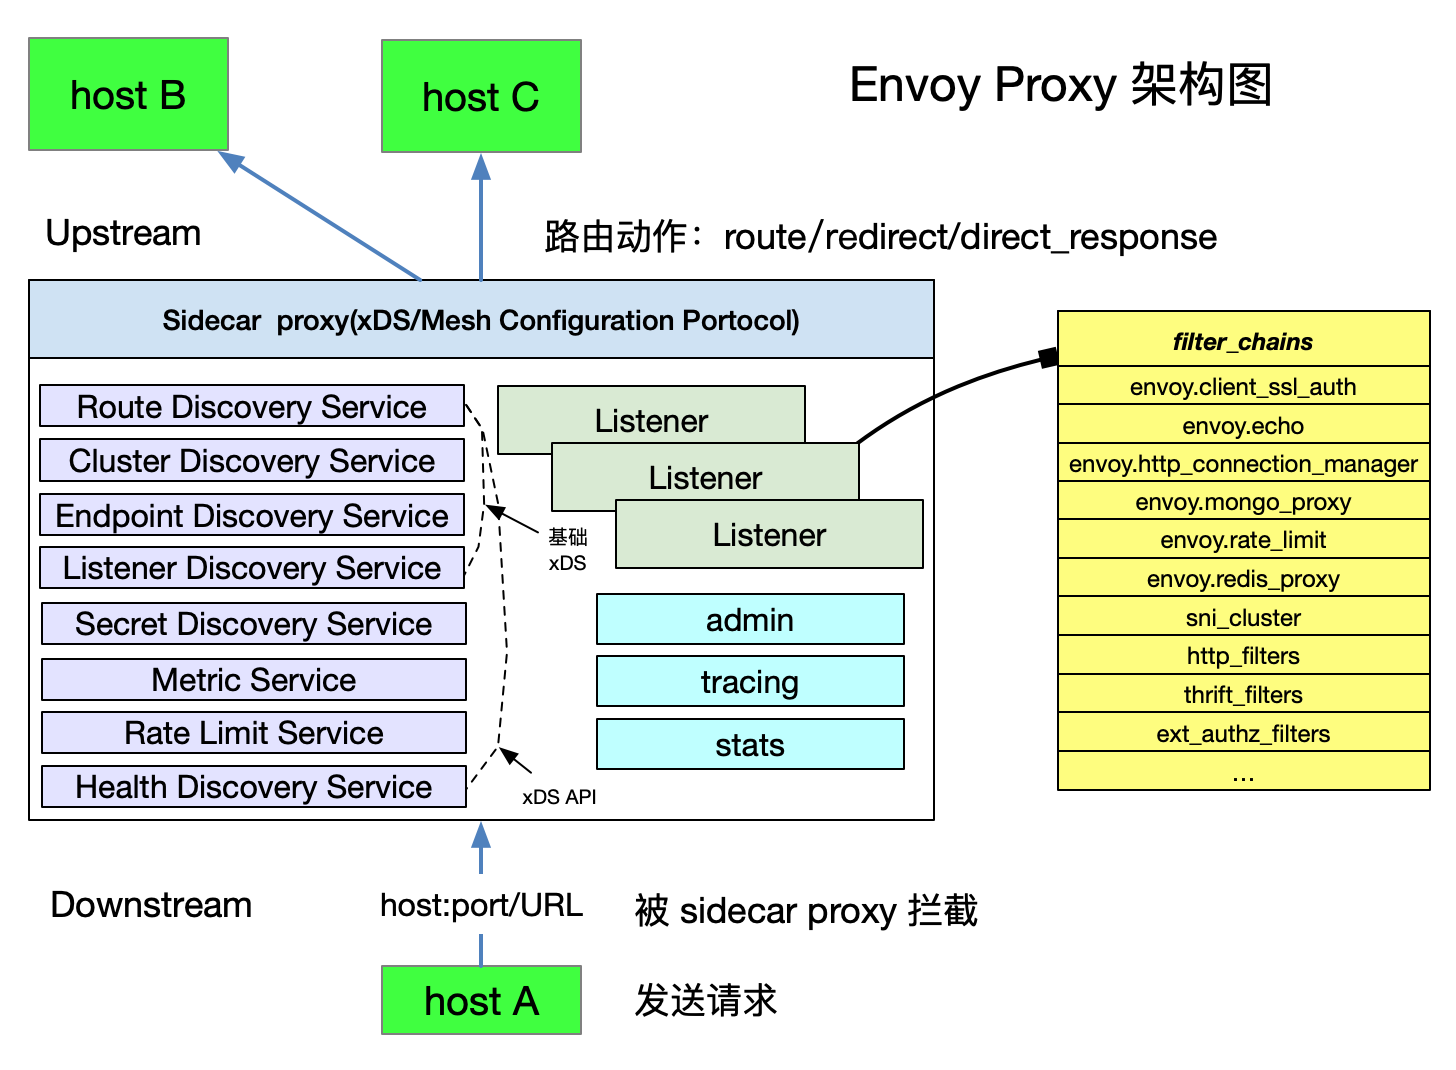 host B
host C
Envoy Proxy 架构图
Upstream
路由动作：route/redirect/direct_response
Sidecar proxy(xDS/Mesh Configuration Portocol)
Route Discovery Service
Cluster Discovery Service
Endpoint Discovery Service
Listener Discovery Service
Secret Discovery Service
Metric Service
Rate Limit Service
Health Discovery Service
基础
xDS
xDS API
Listener
Listener
Listener
admin
tracing
stats
filter_chains
envoy.client_ssl_auth
envoy.echo
envoy.http_connection_manager
envoy.mongo_proxy
envoy.rate_limit
envoy.redis_proxy
sni_cluster
http_filters
thrift_filters
ext_authz_filters
...
Downstream
host:port/URL
被 sidecar proxy 拦截
host A
发送请求